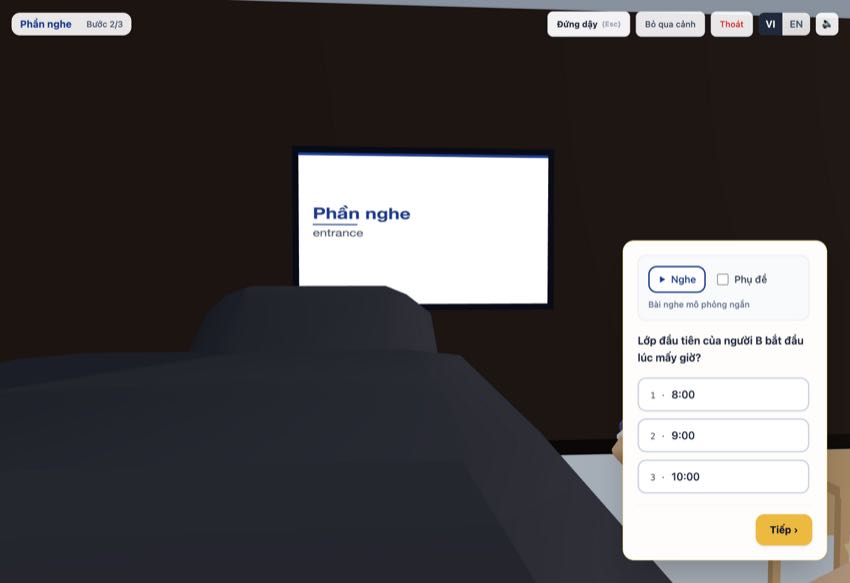 Phần nghe
Bước 2/3
Đứng dậy (Esc)
Bỏ qua cảnh
Thoát
VI
EN
Phần nghe
entrance
▶ Nghe
Phụ đề
Bài nghe mô phỏng ngắn
Lớp đầu tiên của người B bắt đầu
lúc mấy giờ?
1 · 8:00
2 · 9:00
3 · 10:00
Tiếp ›